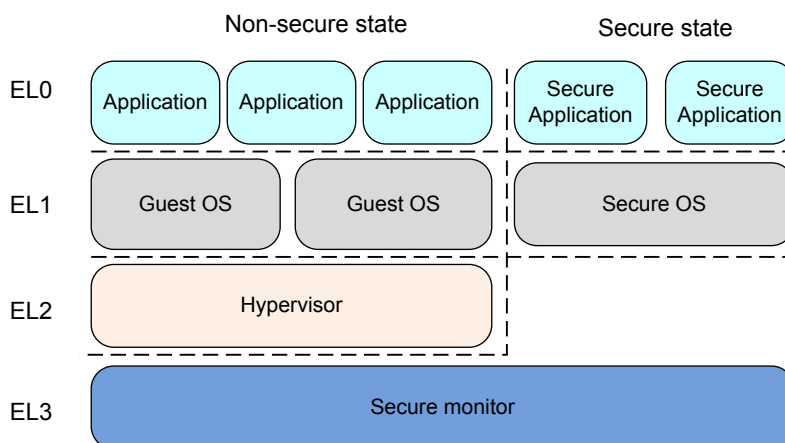 Non-secure state
Secure state
EL0
Application
Application
Application
Secure
Application
Secure
Application
EL1
Guest OS
Guest OS
Secure OS
EL2
Hypervisor
EL3
Secure monitor